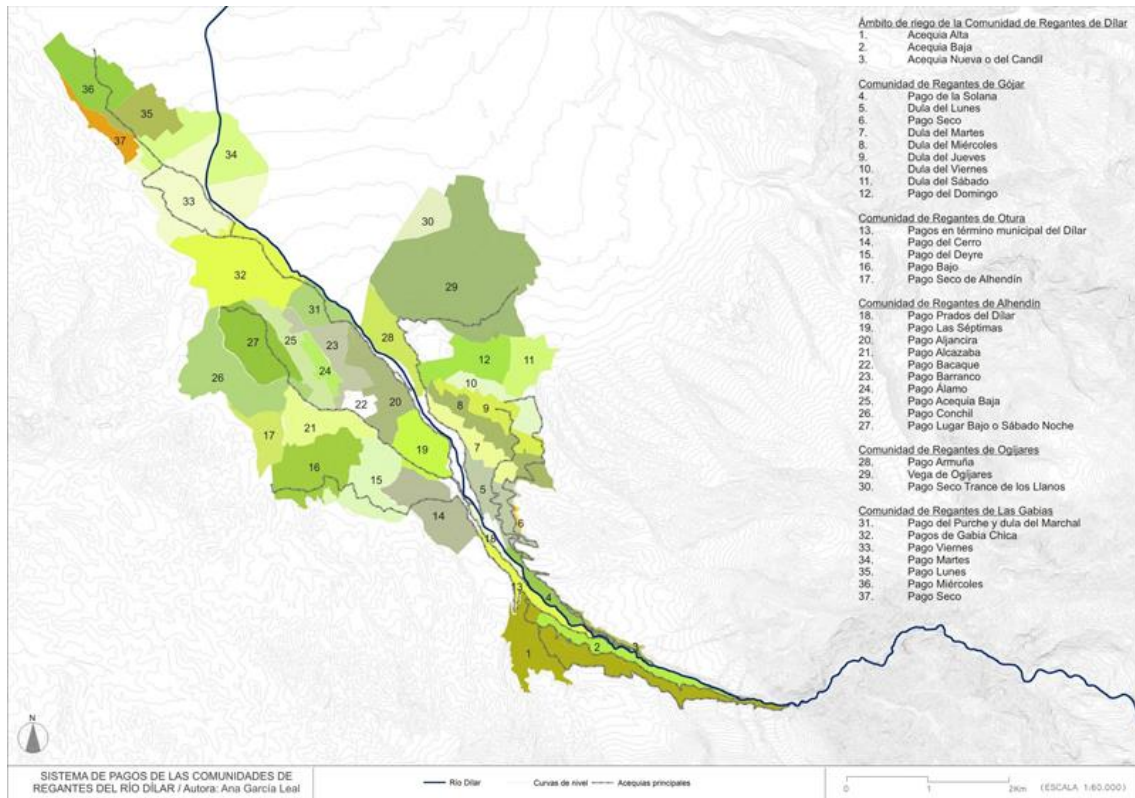 Ámbito de riego de la Comunidad de Regantes de Dílar
1. Acequia Alta
2. Acequia Baja
3. Acequia Nueva o del Candil
Comunidad de Regantes de Gójar
4. Pago de la Solana
5. Dula del Lunes
6. Pago Seco
7. Dula del Martes
8. Dula del Miércoles
9. Dula del Jueves
10. Dula del Viernes
11. Dula del Sábado
12. Pago del Domingo
Comunidad de Regantes de Otura
13. Pagos en término municipal del Dílar
14. Pago del Cerro
15. Pago del Deyre
16. Pago Bajo
17. Pago Seco de Alhendín
Comunidad de Regantes de Alhendín
18. Pago Prados del Dílar
19. Pago Las Séptimas
20. Pago Aljancira
21. Pago Alcazaba
22. Pago Bacaque
23. Pago Barranco
24. Pago Álamo
25. Pago Acequia Baja
26. Pago Conchil
27. Pago Lugar Bajo o Sábado Noche
Comunidad de Regantes de Ogíjares
28. Pago Armuña
29. Vega de Ogíjares
30. Pago Seco Trance de los Llanos
Comunidad de Regantes de Las Gabias
31. Pago del Purche y dula del Marchal
32. Pagos de Gabia Chica
33. Pago Viernes
34. Pago Martes
35. Pago Lunes
36. Pago Miércoles
37. Pago Seco
36
35
37
34
33
30
32
29
31
28
25
23
27
24
12
11
26
10
22
20
8
9
21
17
7
19
16
15
5
14
6
18
13
4
3
2
1
N
SISTEMA DE PAGOS DE LAS COMUNIDADES DE
REGANTES DEL RÍO DÍLAR / Autora: Ana García Leal
Río Dílar
Curvas de nivel
Acequias principales
0 1 2Km (ESCALA 1:60.000)